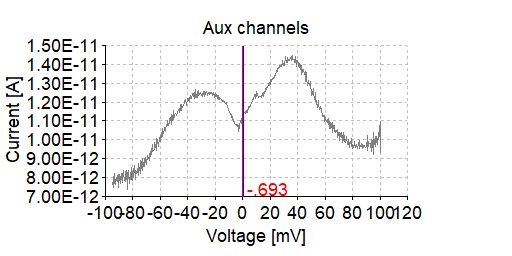 Aux channels
1.50E-11
1.40E-11
1.30E-11
1.20E-11
1.10E-11
1.00E-11
9.00E-12
8.00E-12
7.00E-12
Current [A]
-.693
-100-80 -60 -40 -20 0 20 40 60 80 100 120
Voltage [mV]